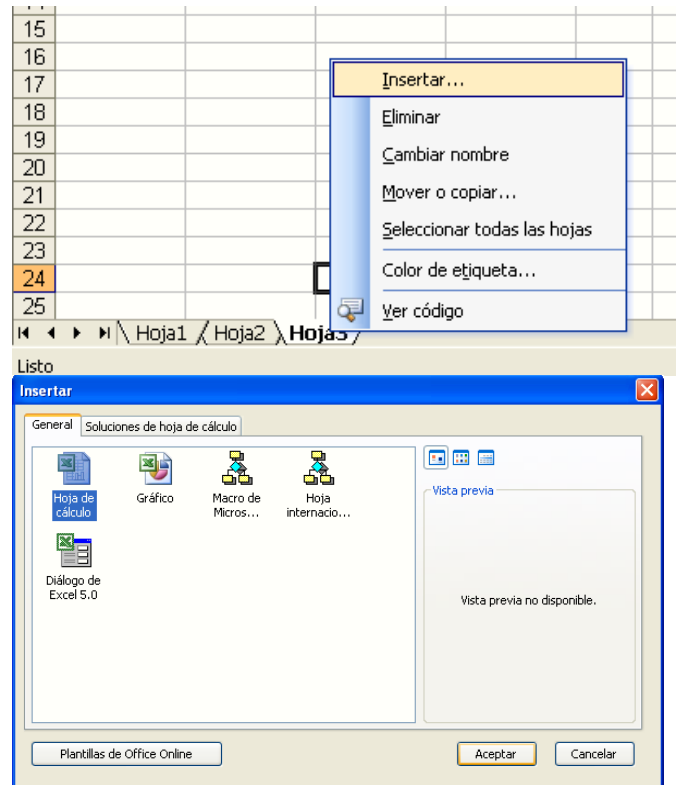 15
16
17
18
19
20
21
22
23
24
25
Insertar...
Eliminar
Cambiar nombre
Mover o copiar...
Seleccionar todas las hojas
Color de etiqueta...
Ver código
Hoja1 Hoja2 Hoja3
Listo
Insertar
General Soluciones de hoja de cálculo
Hoja de
cálculo
Gráfico
Macro de
Micros...
Hoja
internacio...
Diálogo de
Excel 5.0
Vista previa
Vista previa no disponible.
Plantillas de Office Online
Aceptar Cancelar